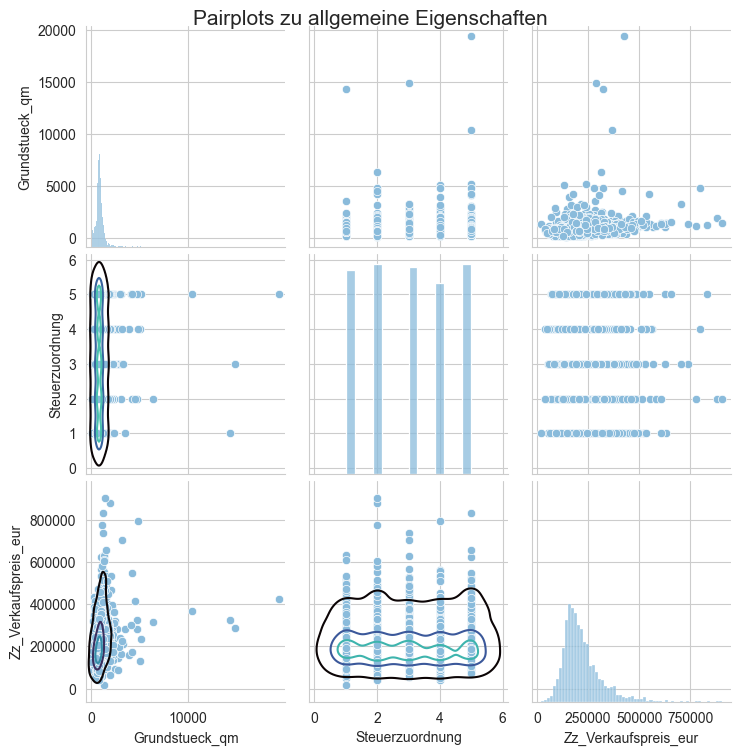 Pairplots zu allgemeine Eigenschaften
20000
15000
10000
5000
0
Grundstueck_qm
6
5
4
3
2
1
0
Steuerzuordnung
800000
600000
400000
200000
0
Zz_Verkaufspreis_eur
0 10000
Grundstueck_qm
0 2 4 6
Steuerzuordnung
0 250000 500000 750000
Zz_Verkaufspreis_eur